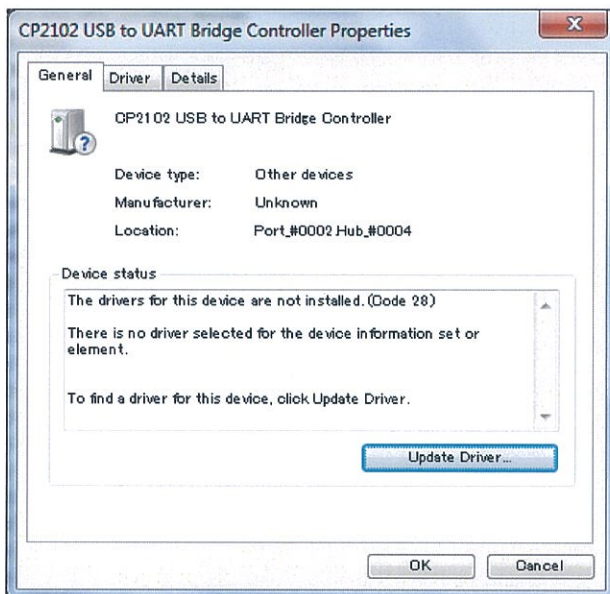 CP2102 USB to UART Bridge Controller Properties
X
General Driver Details
CP2102 USB to UART Bridge Controller
Device type: Other devices
Manufacturer: Unknown
Location: Port_#0002.Hub_#0004
Device status
The drivers for this device are not installed. (Code 28)
There is no driver selected for the device information set or
element.
To find a driver for this device, click Update Driver.
Update Driver...
OK Cancel